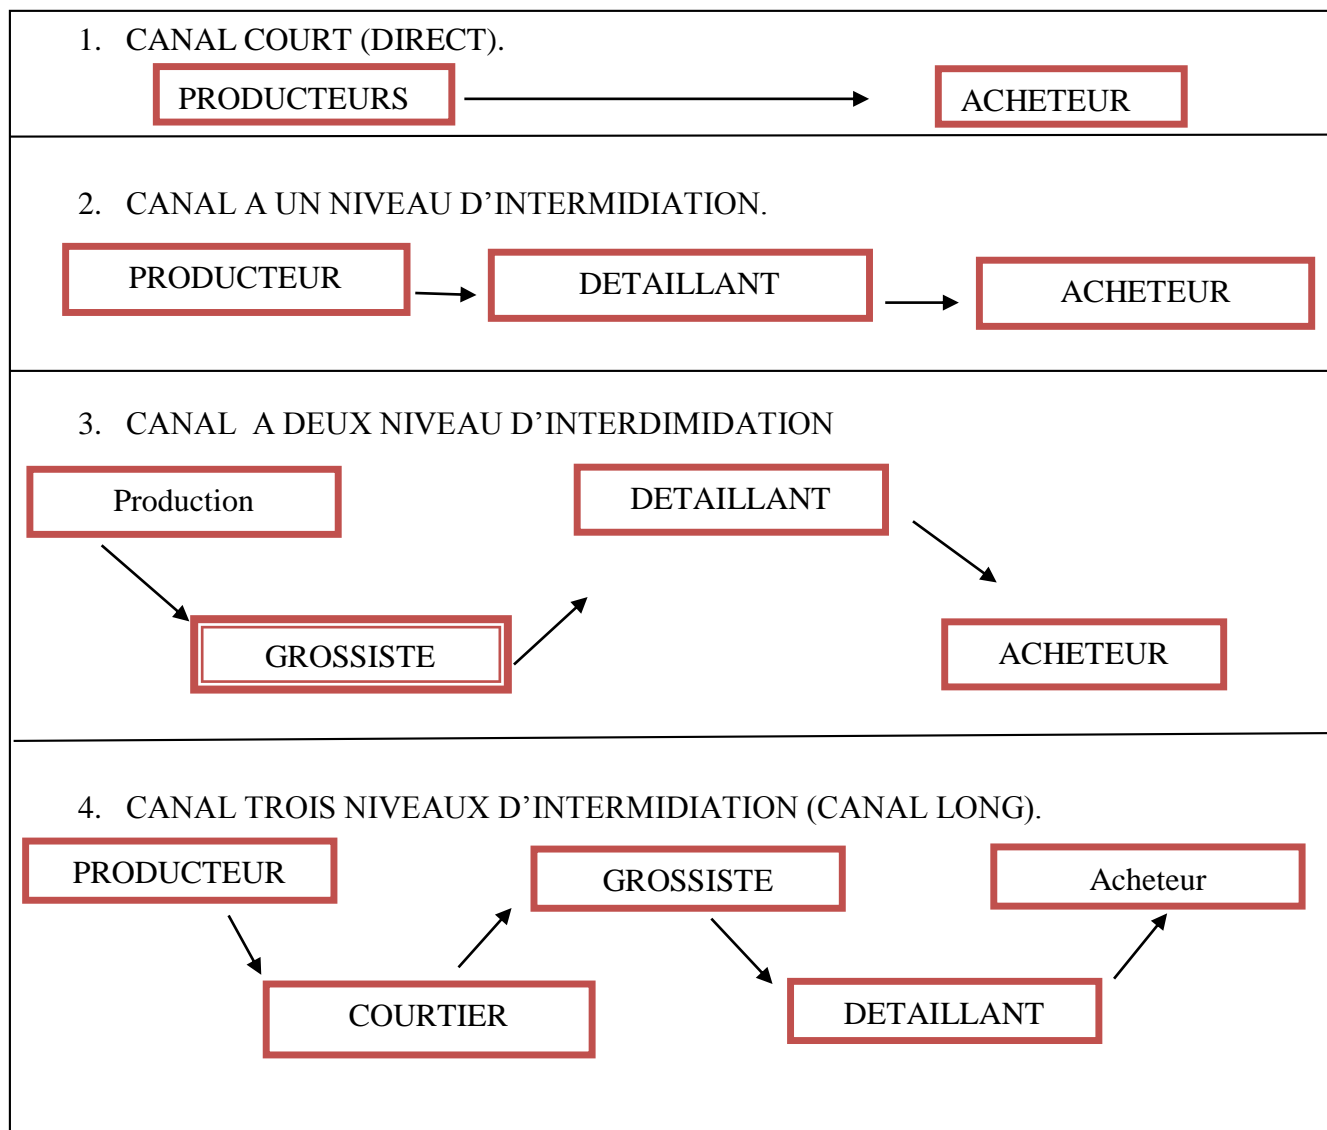 1. CANAL COURT (DIRECT).
PRODUCTEURS
ACHETEUR
2. CANAL A UN NIVEAU D’INTERMIDIATION.
PRODUCTEUR
DETAILLANT
ACHETEUR
3. CANAL A DEUX NIVEAU D’INTERDIMIDATION
Production
DETAILLANT
GROSSISTE
ACHETEUR
4. CANAL TROIS NIVEAUX D’INTERMIDIATION (CANAL LONG).
PRODUCTEUR
GROSSISTE
Acheteur
COURTIER
DETAILLANT